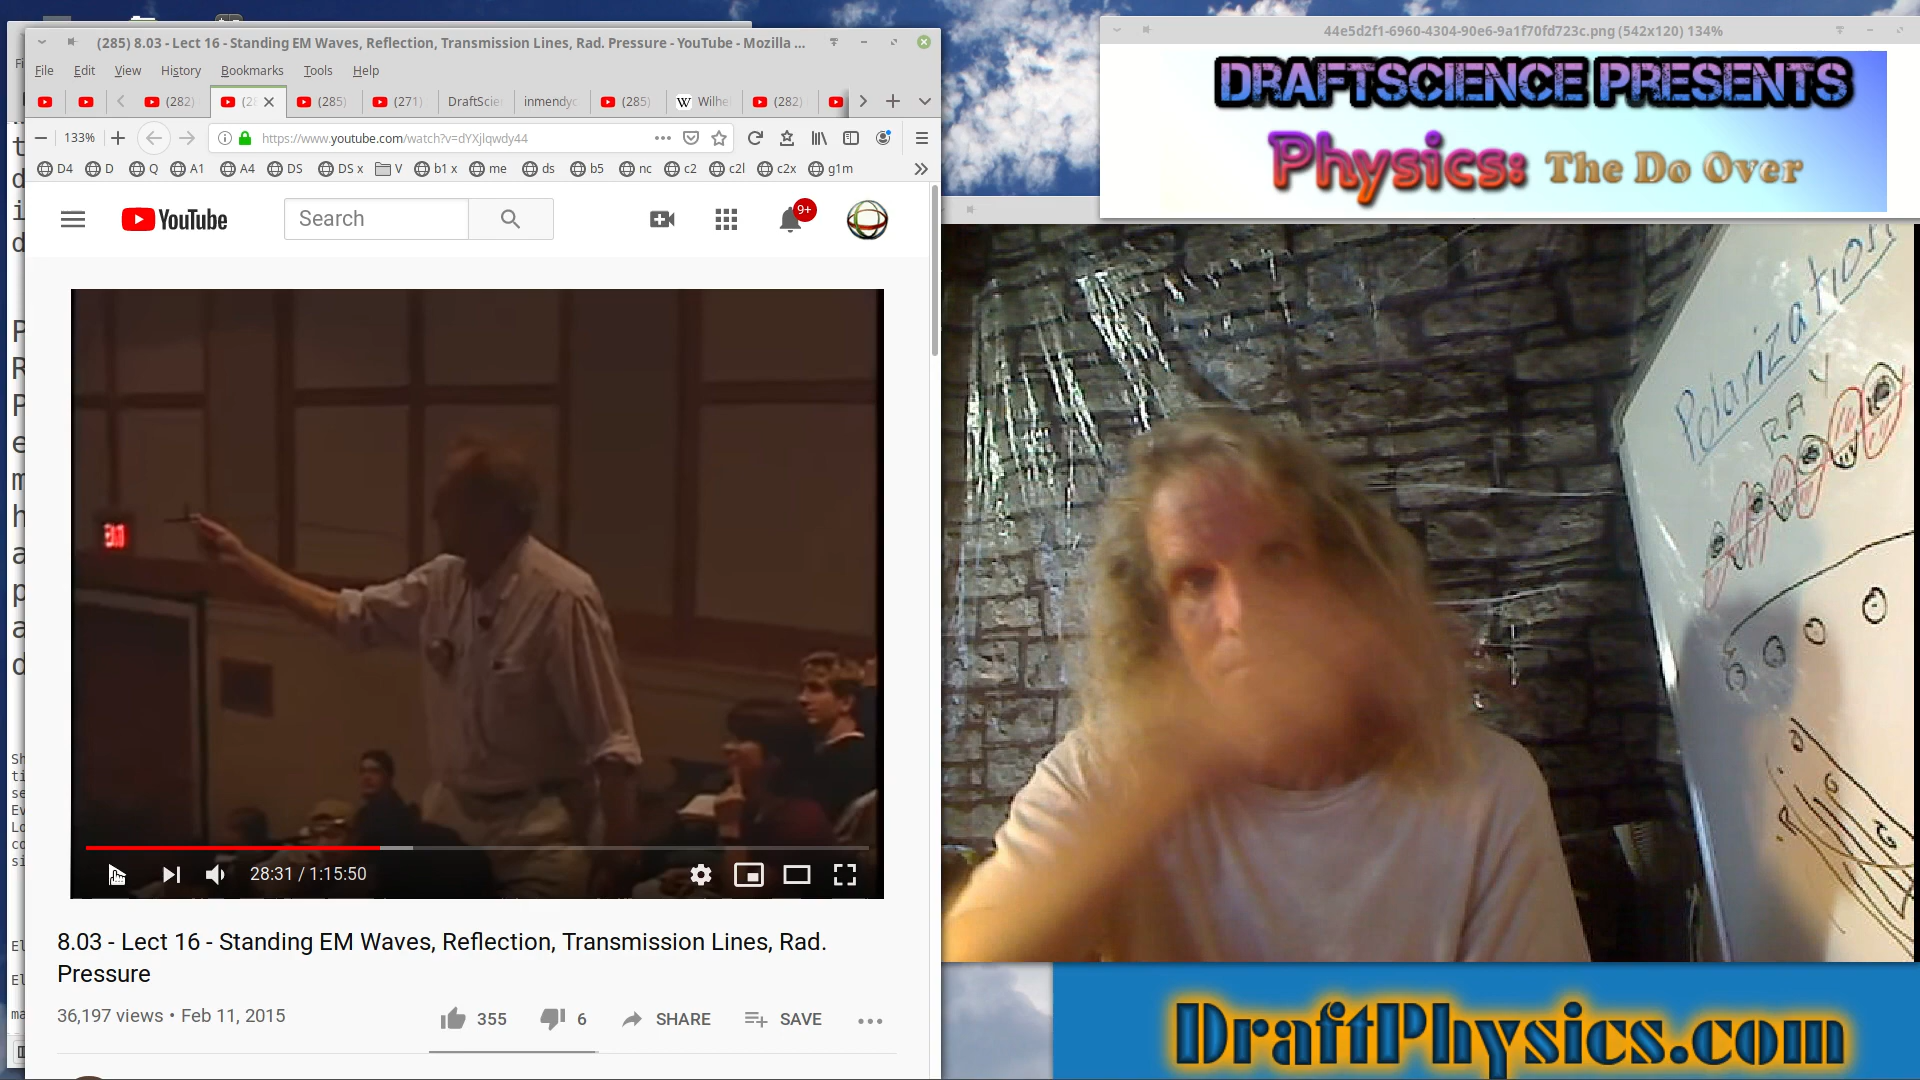 (285) 8.03 - Lect 16 - Standing EM Waves, Reflection, Transmission Lines, Rad. Pressure - YouTube - Mozilla ...
File Edit View History Bookmarks Tools Help
(282) (285) (271) DraftScie inmendyc (285) Wilhe (282)
133% https://www.youtube.com/watch?v=dYXjlqwdy44
D4 D Q A1 A4 DS DS x V b1 x me ds b5 nc c2 c2l c2x g1m
YouTube Search 9+
28:31 / 1:15:50
8.03 - Lect 16 - Standing EM Waves, Reflection, Transmission Lines, Rad.
Pressure
36,197 views • Feb 11, 2015
355 6 SHARE SAVE
44e5d2f1-6960-4304-90e6-9a1f70fd723c.png (542x120) 134%
DRAFTSCIENCE PRESENTS
Physics: The Do Over
Polarization
RAY
DraftPhysics.com